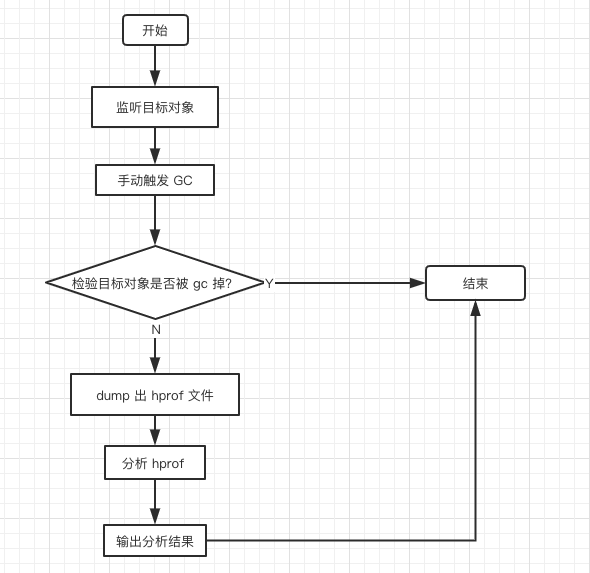 开始
监听目标对象
手动触发 GC
检验目标对象是否被 gc 掉?
Y
结束
N
dump 出 hprof 文件
分析 hprof
输出分析结果